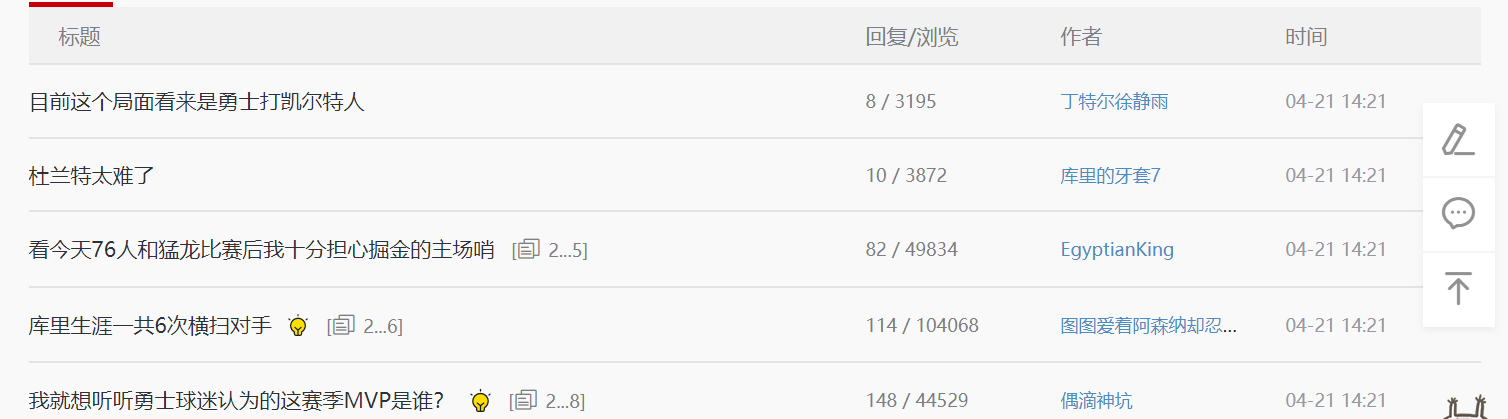 标题 回复/浏览 作者 时间
目前这个局面看来是勇士打凯尔特人 8 / 3195 丁特尔徐静雨 04-21 14:21
杜兰特太难了 10 / 3872 库里的牙套7 04-21 14:21
看今天76人和猛龙比赛后我十分担心掘金的主场哨 [2...5] 82 / 49834 EgyptianKing 04-21 14:21
库里生涯一共6次横扫对手 [2...6] 114 / 104068 图图爱着阿森纳却忍... 04-21 14:21
我就想听听勇士球迷认为的这赛季MVP是谁? [2...8] 148 / 44529 偶滴神坑 04-21 14:21